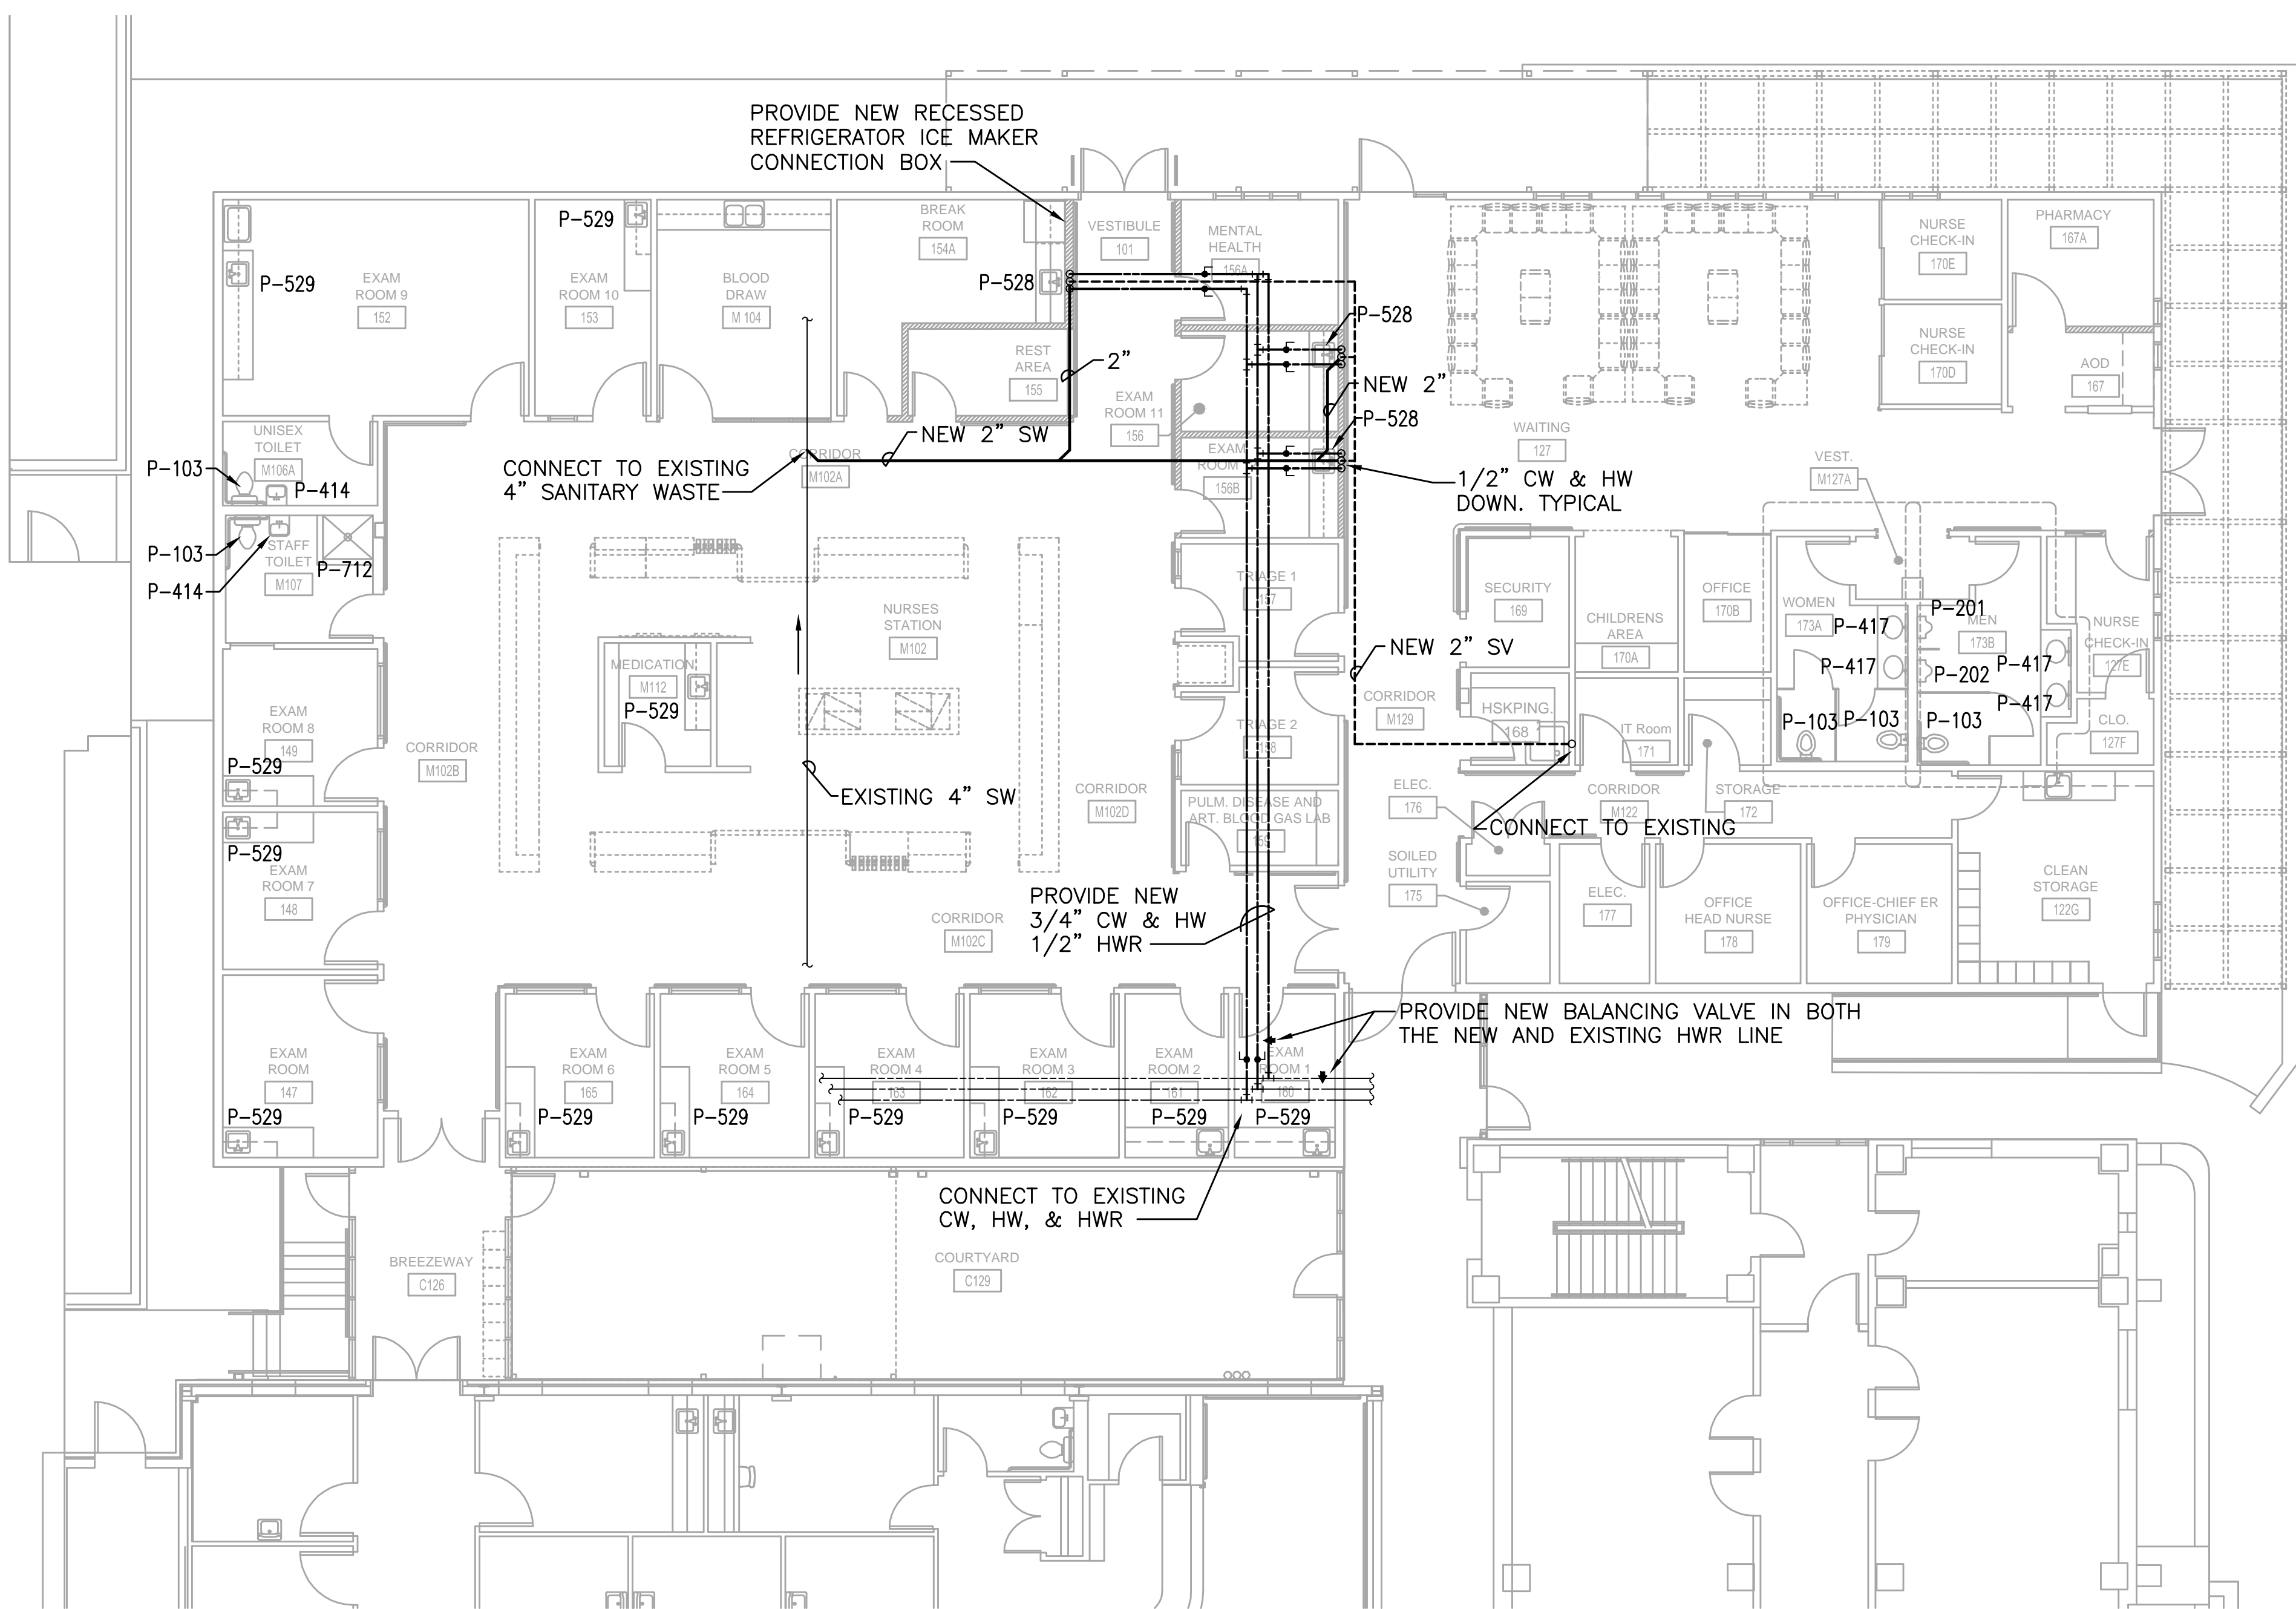 PROVIDE NEW RECESSED
REFRIGERATOR ICE MAKER
CONNECTION BOX
P-529
EXAM
ROOM 9
152
P-529
EXAM
ROOM 10
153
BLOOD
DRAW
M 104
BREAK
ROOM
154A
P-528
VESTIBULE
101
MENTAL
HEALTH
156A
P-528
NURSE
CHECK-IN
170E
PHARMACY
167A
NURSE
CHECK-IN
170D
AOD
167
REST
AREA
155
2”
EXAM
ROOM 11
156
NEW 2”
P-528
WAITING
127
VEST.
M127A
UNISEX
TOILET
M106A
P-103
P-414
NEW 2” SW
CONNECT TO EXISTING
4” SANITARY WASTE
CORRIDOR
M102A
EXAM
ROOM
156B
1/2” CW & HW
DOWN. TYPICAL
STAFF
TOILET
M107
P-103
P-712
P-414
NURSES
STATION
M102
TRIAGE 1
157
SECURITY
169
CHILDRENS
AREA
170A
OFFICE
170B
WOMEN
173A
P-417
P-417
P-201
MEN
173B
P-202
P-417
P-417
NURSE
CHECK-IN
127E
MEDICATION
M112
P-529
NEW 2” SV
CORRIDOR
M129
HSKPING.
168
IT Room
171
P-103
P-103
P-103
CLO.
127F
EXAM
ROOM 8
149
P-529
CORRIDOR
M102B
TRIAGE 2
158
EXISTING 4” SW
CORRIDOR
M102D
PULM. DISEASE AND
ART. BLOOD GAS LAB
159
ELEC.
176
CORRIDOR
M122
STORAGE
172
CONNECT TO EXISTING
P-529
EXAM
ROOM 7
148
SOILED
UTILITY
175
ELEC.
177
OFFICE
HEAD NURSE
178
OFFICE-CHIEF ER
PHYSICIAN
179
CLEAN
STORAGE
122G
CORRIDOR
M102C
PROVIDE NEW
3/4” CW & HW
1/2” HWR
PROVIDE NEW BALANCING VALVE IN BOTH
THE NEW AND EXISTING HWR LINE
EXAM
ROOM
147
P-529
EXAM
ROOM 6
165
P-529
EXAM
ROOM 5
164
P-529
EXAM
ROOM 4
163
P-529
EXAM
ROOM 3
162
P-529
EXAM
ROOM 2
161
P-529
EXAM
ROOM 1
160
P-529
CONNECT TO EXISTING
CW, HW, & HWR
BREEZEWAY
C126
COURTYARD
C129